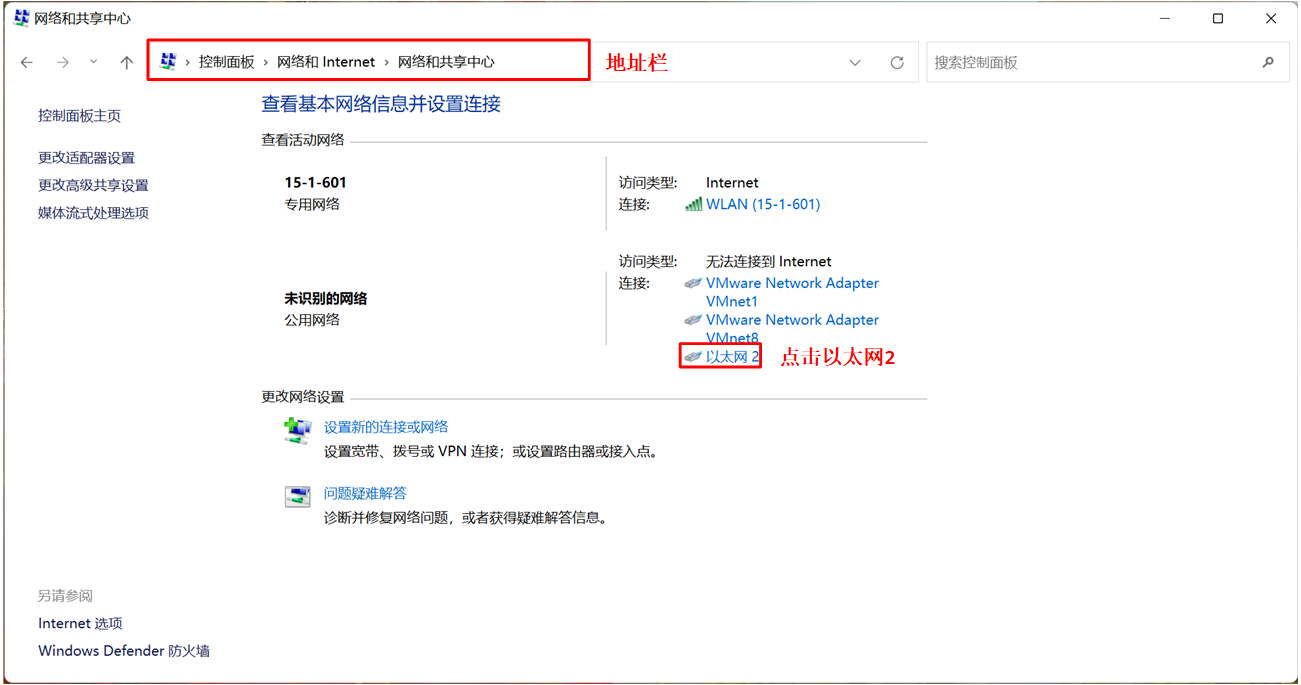 网络和共享中心
控制面板 › 网络和 Internet › 网络和共享中心
地址栏
搜索控制面板
控制面板主页
更改适配器设置
更改高级共享设置
媒体流式处理选项
查看基本网络信息并设置连接
查看活动网络
15-1-601
专用网络
访问类型: Internet
连接: WLAN (15-1-601)
未识别的网络
公用网络
访问类型: 无法连接到 Internet
连接: VMware Network Adapter
VMnet1
VMware Network Adapter
VMnet8
以太网 2
点击以太网2
更改网络设置
设置新的连接或网络
设置宽带、拨号或 VPN 连接；或设置路由器或接入点。
问题疑难解答
诊断并修复网络问题，或者获得疑难解答信息。
另请参阅
Internet 选项
Windows Defender 防火墙